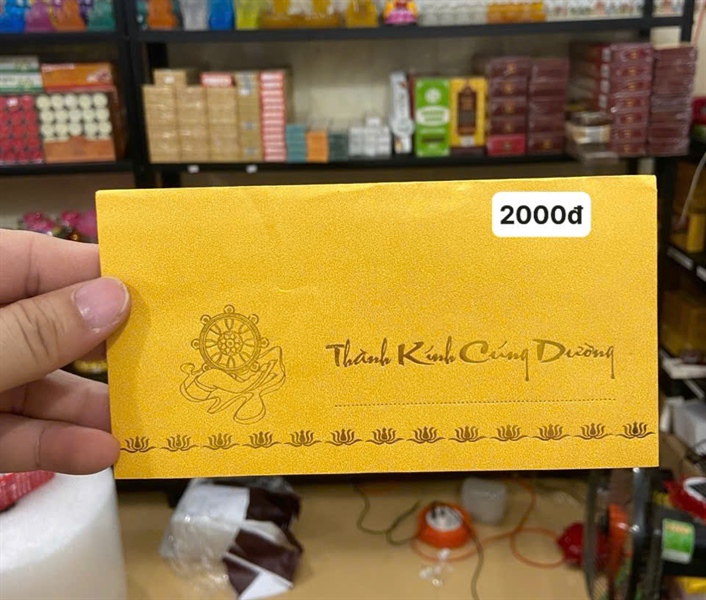 2000đ
Thành Kính Cúng Dường